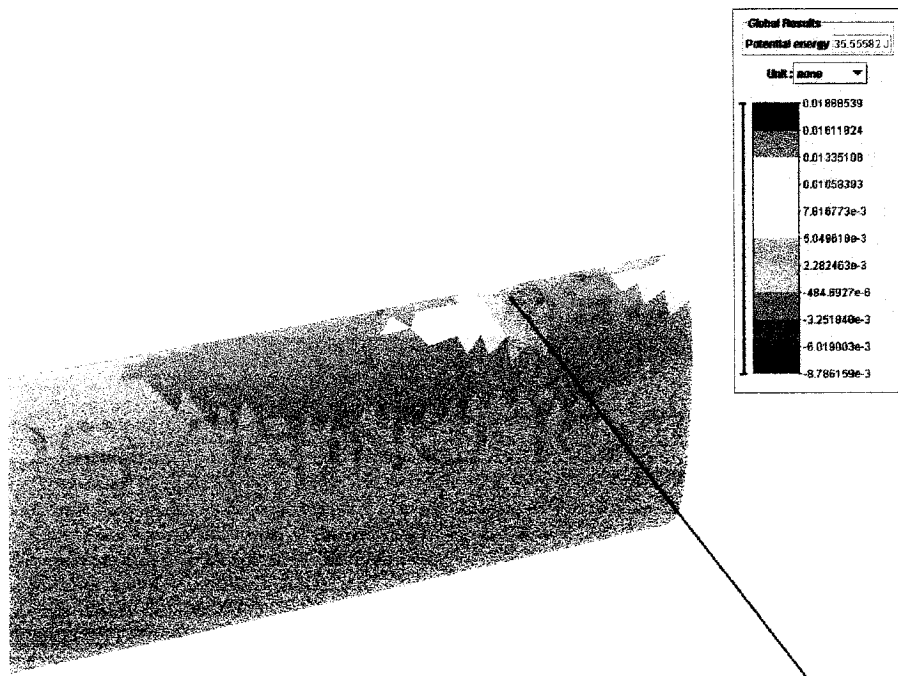 Global Results
Potential energy 35.55682 J
Unit: none
0.01888539
0.01611824
0.01335108
0.01058393
7.816773e-3
5.049618e-3
2.282463e-3
-484.6927e-6
-3.251848e-3
-6.019003e-3
-8.786159e-3